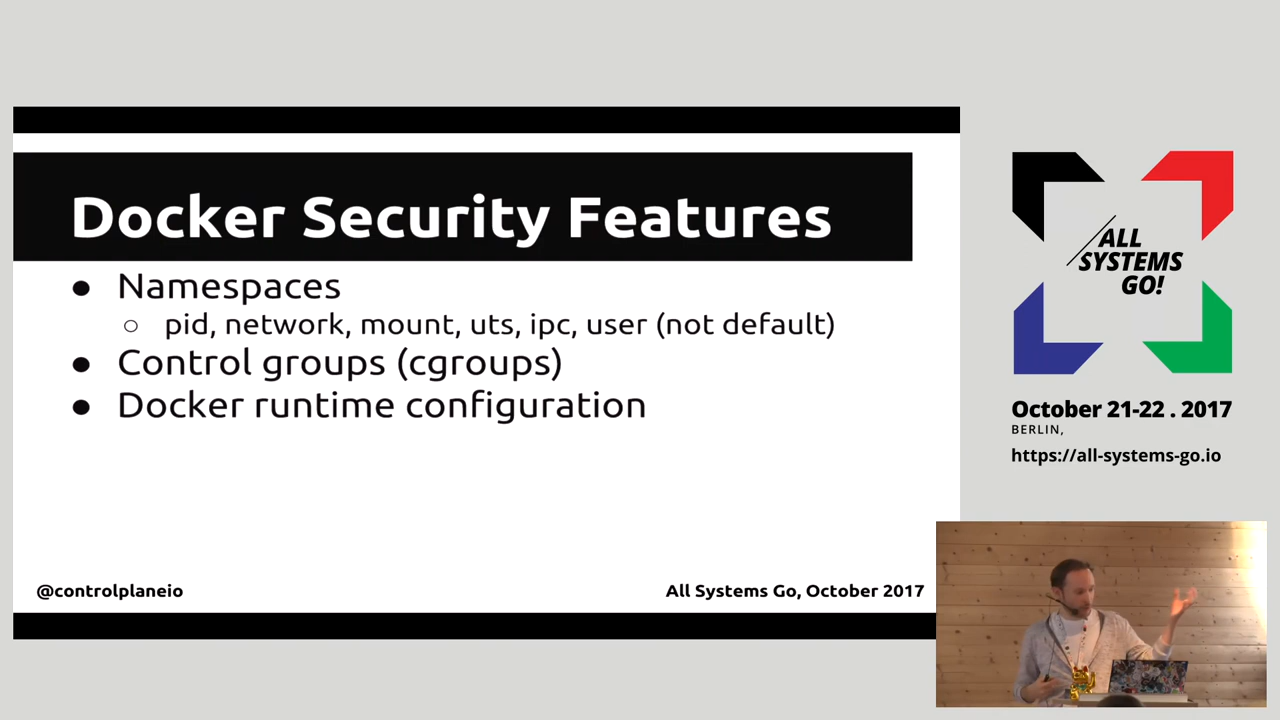 Docker Security Features
● Namespaces
○ pid, network, mount, uts, ipc, user (not default)
● Control groups (cgroups)
● Docker runtime configuration
@controlplaneio
All Systems Go, October 2017
ALL
SYSTEMS
GO!
October 21-22 . 2017
BERLIN,
https://all-systems-go.io